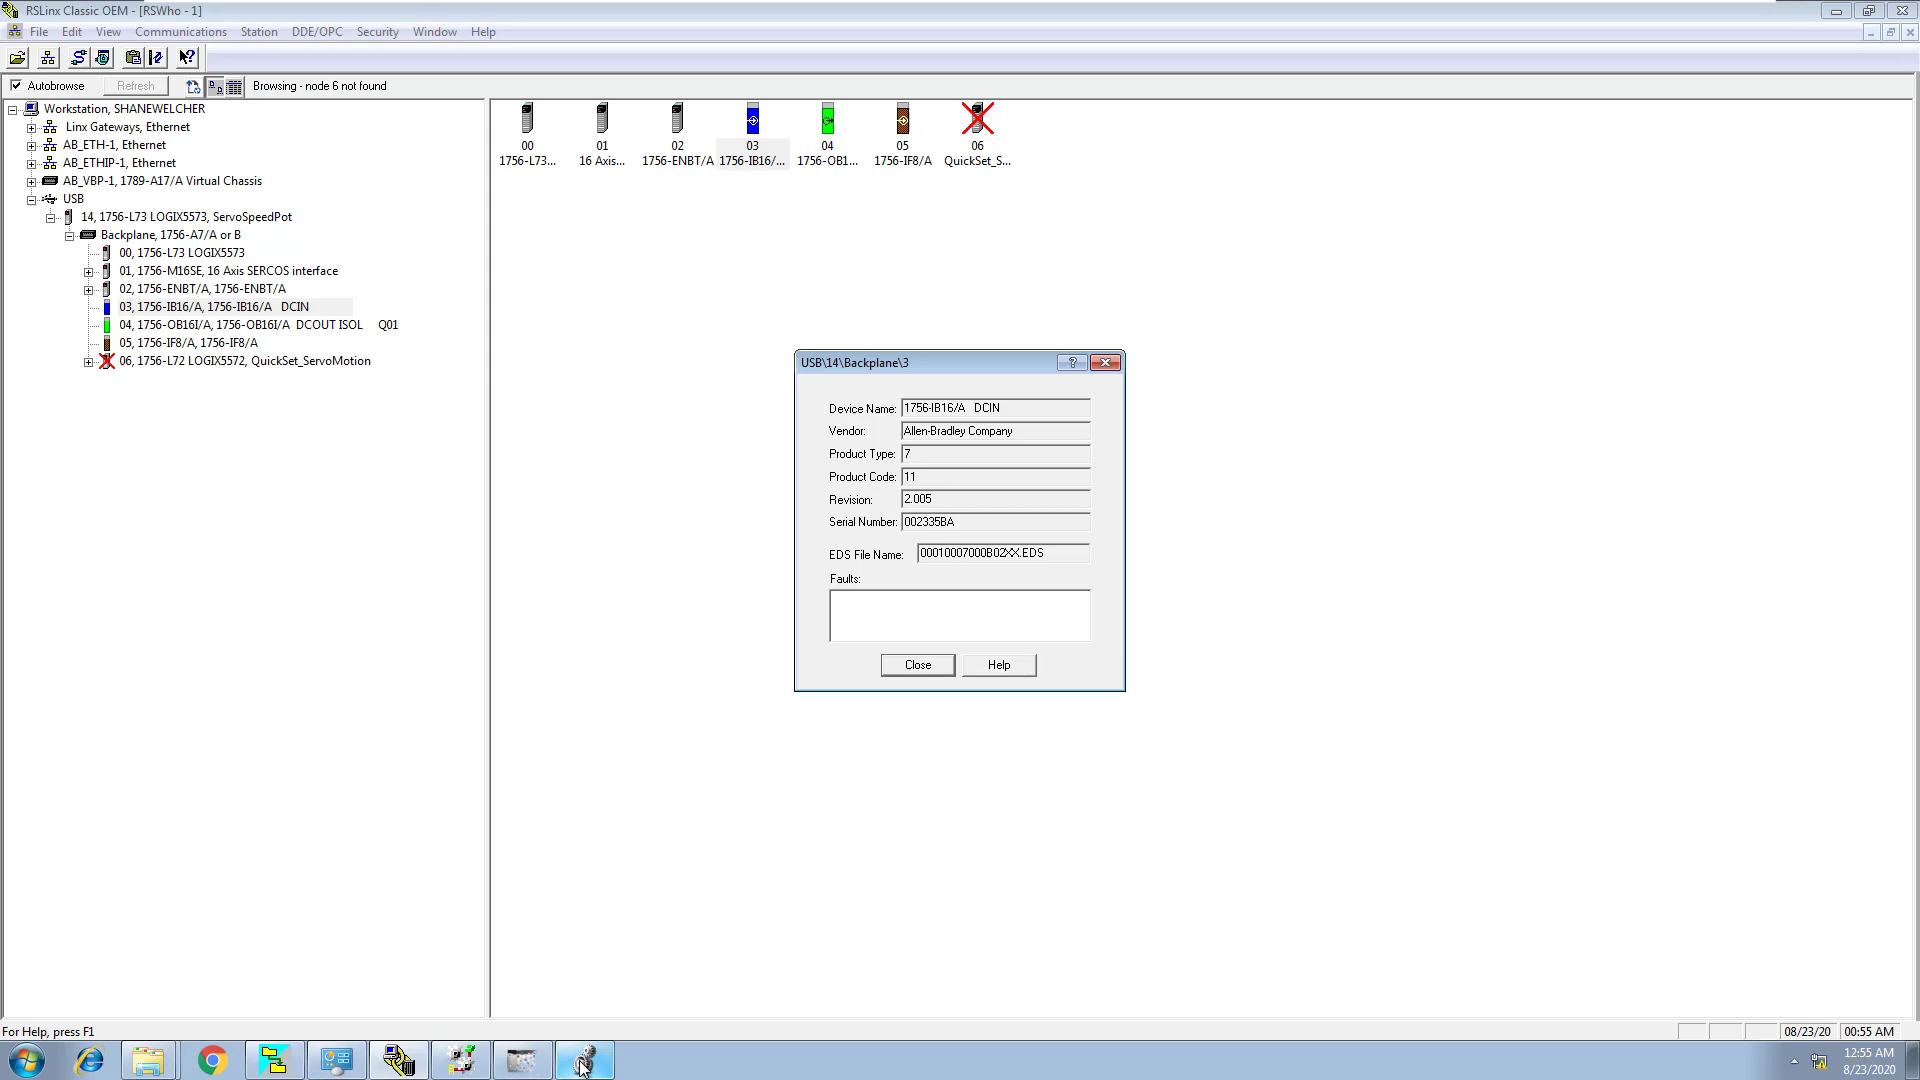 RSLinx Classic OEM - [RSWho - 1]
File Edit View Communications Station DDE/OPC Security Window Help
Autobrowse Refresh Browsing - node 6 not found
Workstation, SHANEWELCHER
Linx Gateways, Ethernet
AB_ETH-1, Ethernet
AB_ETHIP-1, Ethernet
AB_VBP-1, 1789-A17/A Virtual Chassis
USB
14, 1756-L73 LOGIX5573, ServoSpeedPot
Backplane, 1756-A7/A or B
00, 1756-L73 LOGIX5573
01, 1756-M16SE, 16 Axis SERCOS interface
02, 1756-ENBT/A, 1756-ENBT/A
03, 1756-IB16/A, 1756-IB16/A DCIN
04, 1756-OB16I/A, 1756-OB16I/A DCOUT ISOL Q01
05, 1756-IF8/A, 1756-IF8/A
06, 1756-L72 LOGIX5572, QuickSet_ServoMotion
00 01 02 03 04 05 06
1756-L73... 16 Axis... 1756-ENBT/A 1756-IB16/... 1756-OB1... 1756-IF8/A QuickSet_S...
USB\14\Backplane\3
Device Name: 1756-IB16/A DCIN
Vendor: Allen-Bradley Company
Product Type: 7
Product Code: 11
Revision: 2.005
Serial Number: 002335BA
EDS File Name: 00010007000B02XX.EDS
Faults:
Close Help
For Help, press F1
08/23/20 00:55 AM
12:55 AM
8/23/2020